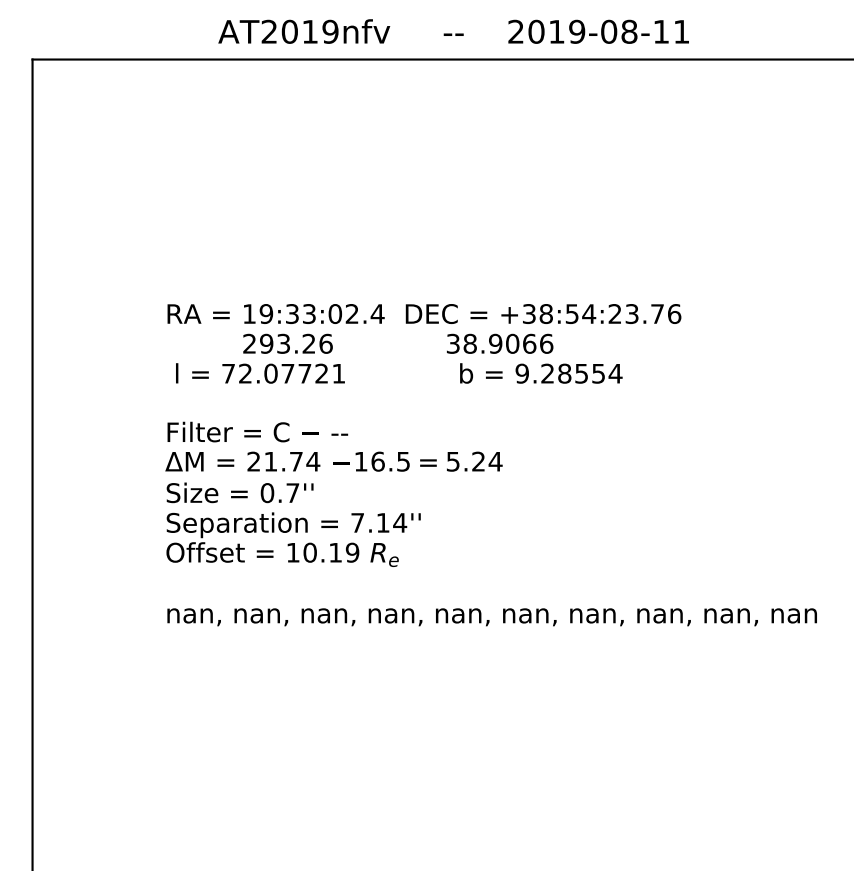 AT2019nfv -- 2019-08-11
RA = 19:33:02.4 DEC = +38:54:23.76
293.26 38.9066
l = 72.07721 b = 9.28554
Filter = C − --
ΔM = 21.74 −16.5 = 5.24
Size = 0.7''
Separation = 7.14''
Offset = 10.19 Rₑ
nan, nan, nan, nan, nan, nan, nan, nan, nan, nan